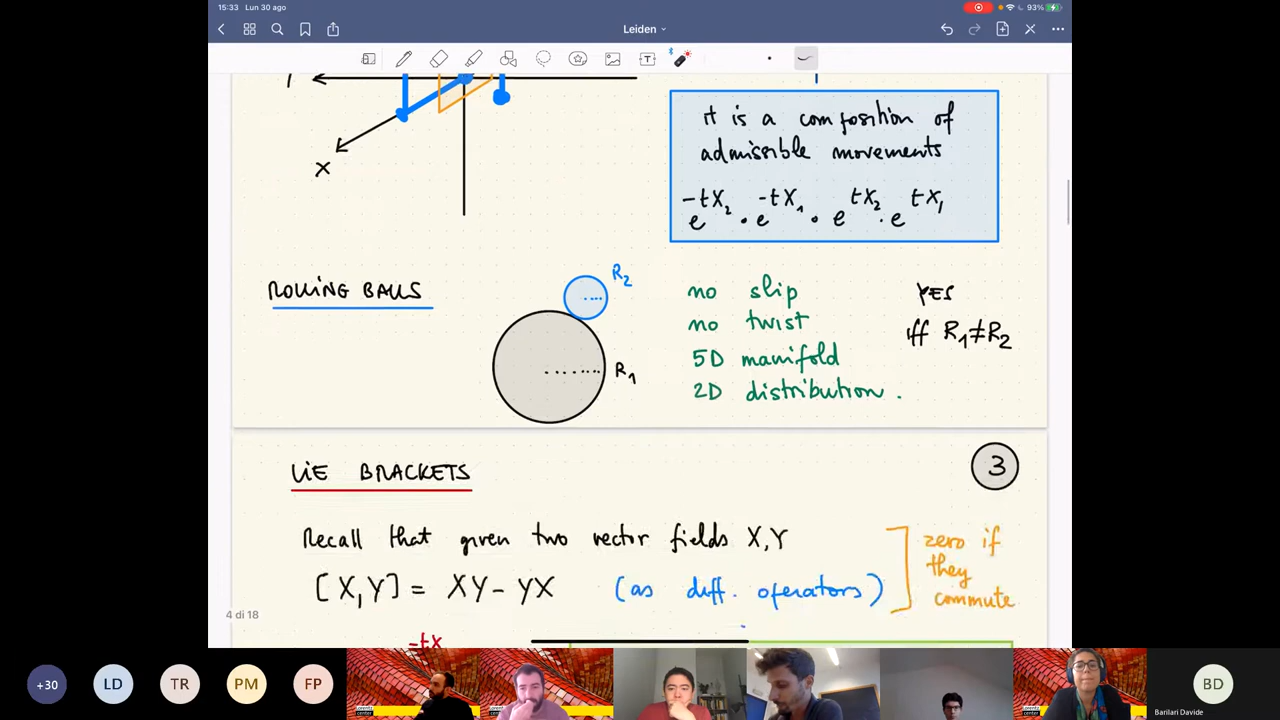 15:33 Lun 30 ago
93%
Leiden
X
it is a composition of
admissible movements
e^{-tX_2} ∘ e^{-tX_1} ∘ e^{tX_2} ∘ e^{tX_1}
ROLLING BALLS
R_2
R_1
no slip
no twist
5D manifold
2D distribution.
YES
iff R_1 ≠ R_2
LIE BRACKETS
3
Recall that given two vector fields X,Y
[X,Y] = XY - YX (as diff. operators)
zero if
they
commute
4 di 18
-tX
+30
LD
TR
PM
FP
BD
Barilari Davide